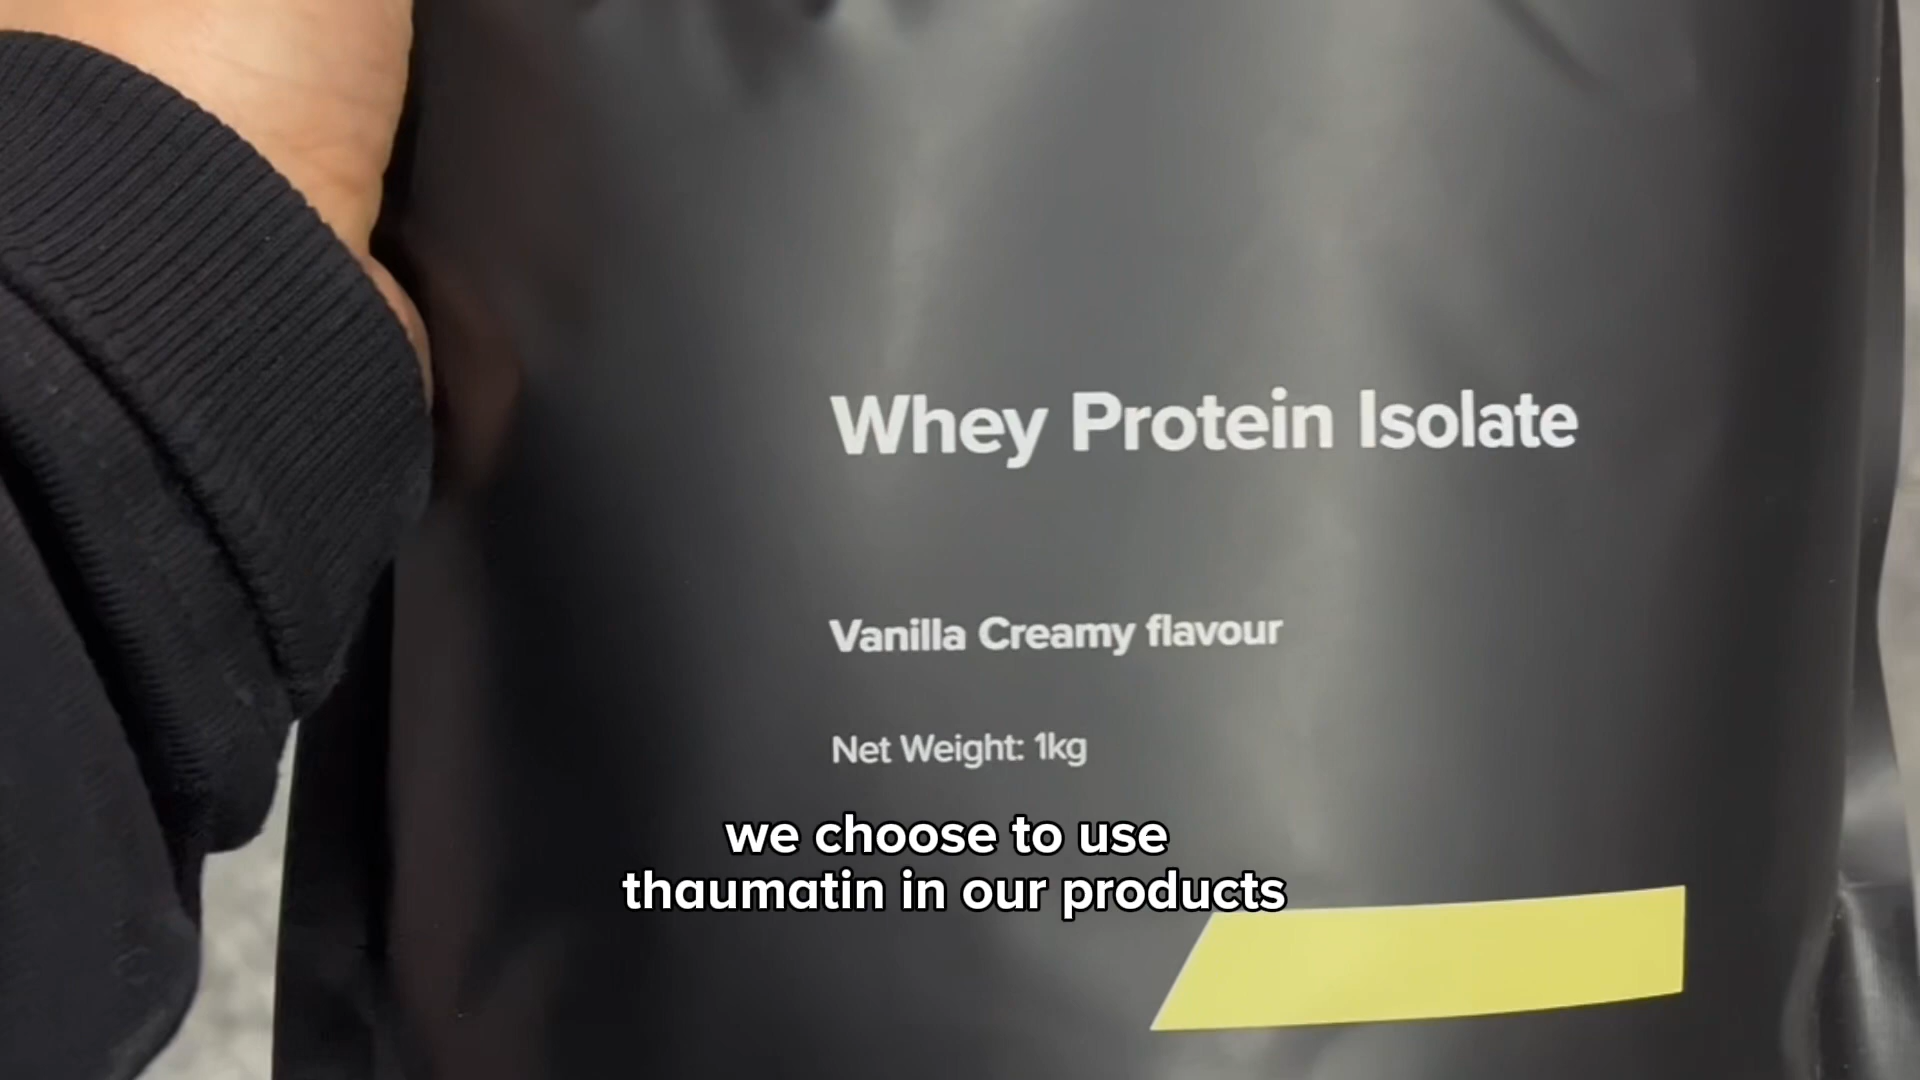 Whey Protein Isolate
Vanilla Creamy flavour
Net Weight: 1kg
we choose to use
thaumatin in our products